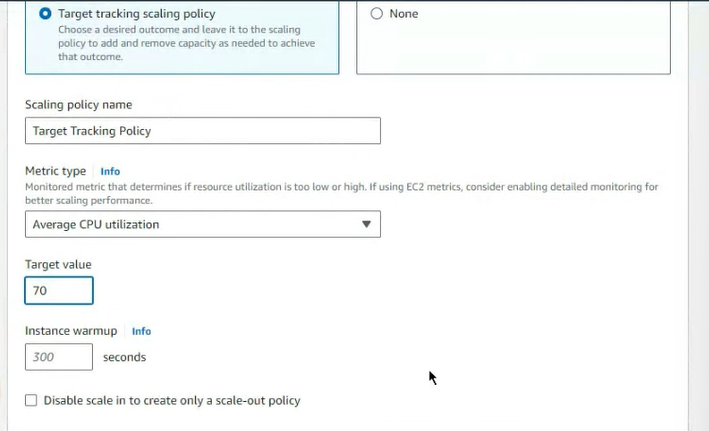 Target tracking scaling policy
Choose a desired outcome and leave it to the scaling
policy to add and remove capacity as needed to achieve
that outcome.
None
Scaling policy name
Target Tracking Policy
Metric type Info
Monitored metric that determines if resource utilization is too low or high. If using EC2 metrics, consider enabling detailed monitoring for
better scaling performance.
Average CPU utilization
Target value
70
Instance warmup Info
300 seconds
Disable scale in to create only a scale-out policy